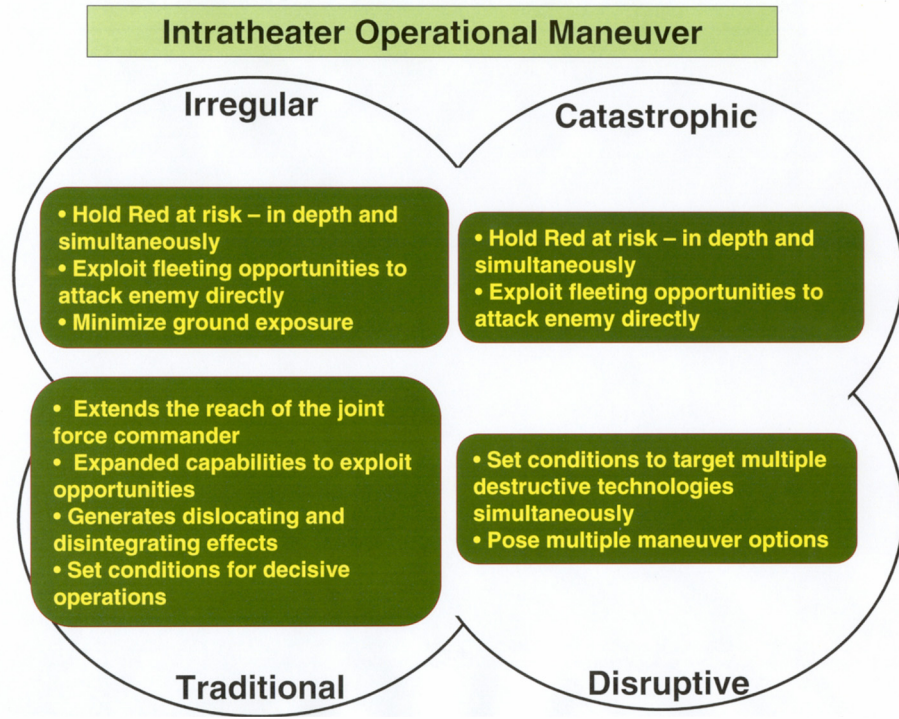 Intratheater Operational Maneuver
Irregular
• Hold Red at risk – in depth and
simultaneously
• Exploit fleeting opportunities to
attack enemy directly
• Minimize ground exposure
Catastrophic
• Hold Red at risk – in depth and
simultaneously
• Exploit fleeting opportunities to
attack enemy directly
• Extends the reach of the joint
force commander
• Expanded capabilities to exploit
opportunities
• Generates dislocating and
disintegrating effects
• Set conditions for decisive
operations
Traditional
• Set conditions to target multiple
destructive technologies
simultaneously
• Pose multiple maneuver options
Disruptive